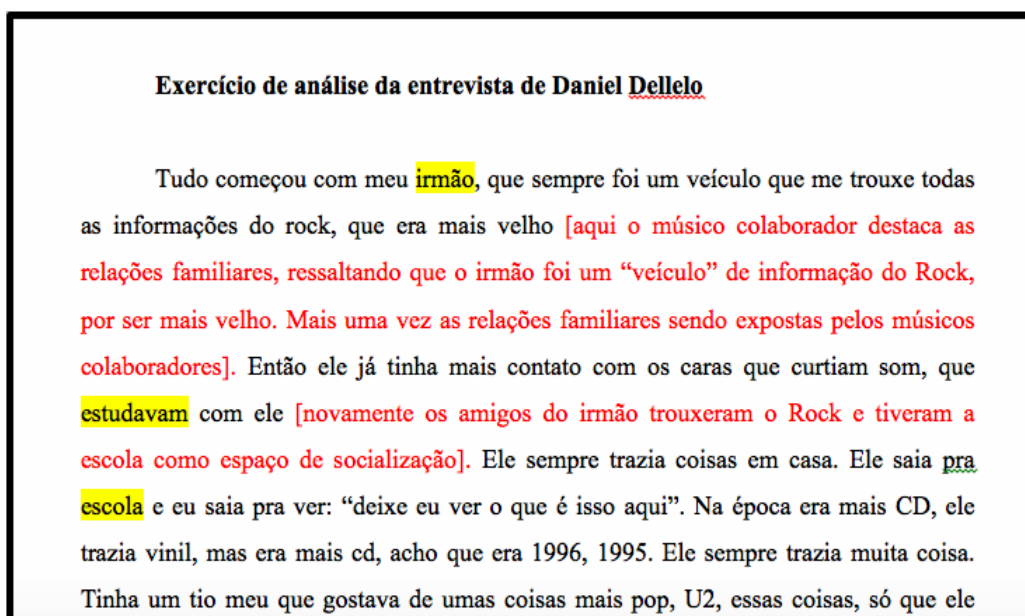 Exercício de análise da entrevista de Daniel Dellelo
Tudo começou com meu irmão, que sempre foi um veículo que me trouxe todas
as informações do rock, que era mais velho [aqui o músico colaborador destaca as
relações familiares, ressaltando que o irmão foi um “veículo” de informação do Rock,
por ser mais velho. Mais uma vez as relações familiares sendo expostas pelos músicos
colaboradores]. Então ele já tinha mais contato com os caras que curtiam som, que
estudavam com ele [novamente os amigos do irmão trouxeram o Rock e tiveram a
escola como espaço de socialização]. Ele sempre trazia coisas em casa. Ele saia pra
escola e eu saia pra ver: “deixe eu ver o que é isso aqui”. Na época era mais CD, ele
trazia vinil, mas era mais cd, acho que era 1996, 1995. Ele sempre trazia muita coisa.
Tinha um tio meu que gostava de umas coisas mais pop, U2, essas coisas, só que ele